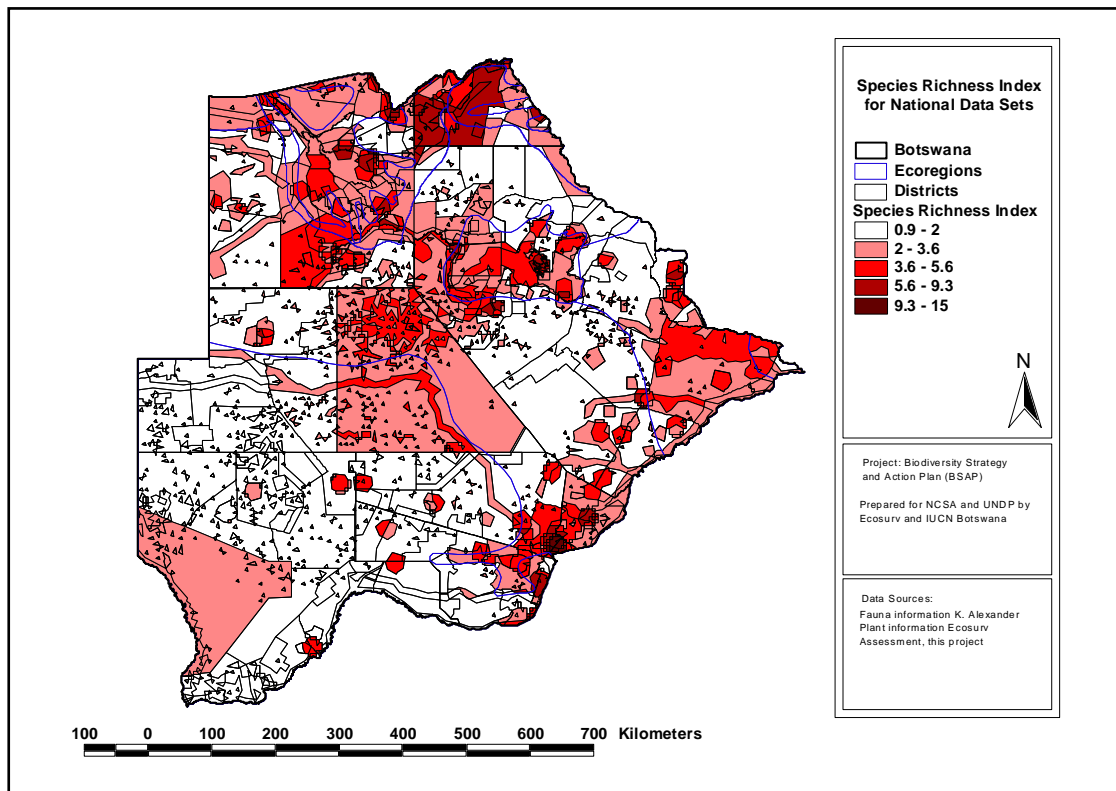 Species Richness Index
for National Data Sets
Botswana
Ecoregions
Districts
Species Richness Index
0.9 - 2
2 - 3.6
3.6 - 5.6
5.6 - 9.3
9.3 - 15
N
Project: Biodiversity Strategy
and Action Plan (BSAP)
Prepared for NCSA and UNDP by
Ecosurv and IUCN Botswana
Data Sources:
Fauna information K. Alexander
Plant information Ecosurv
Assessment, this project
100 0 100 200 300 400 500 600 700 Kilometers